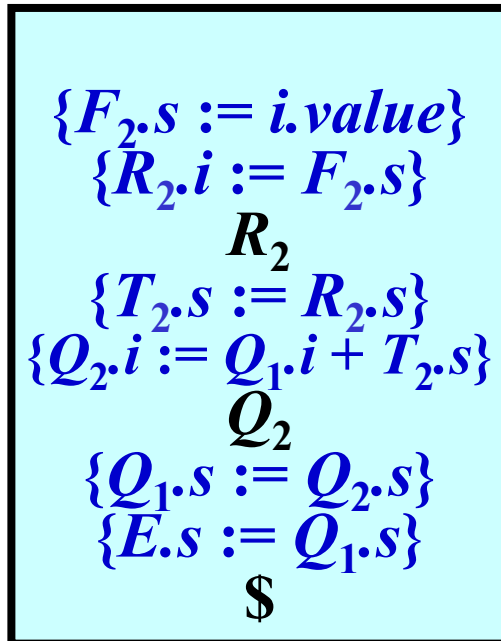 {F₂.s := i.value}
{R₂.i := F₂.s}
R₂
{T₂.s := R₂.s}
{Q₂.i := Q₁.i + T₂.s}
Q₂
{Q₁.s := Q₂.s}
{E.s := Q₁.s}
$